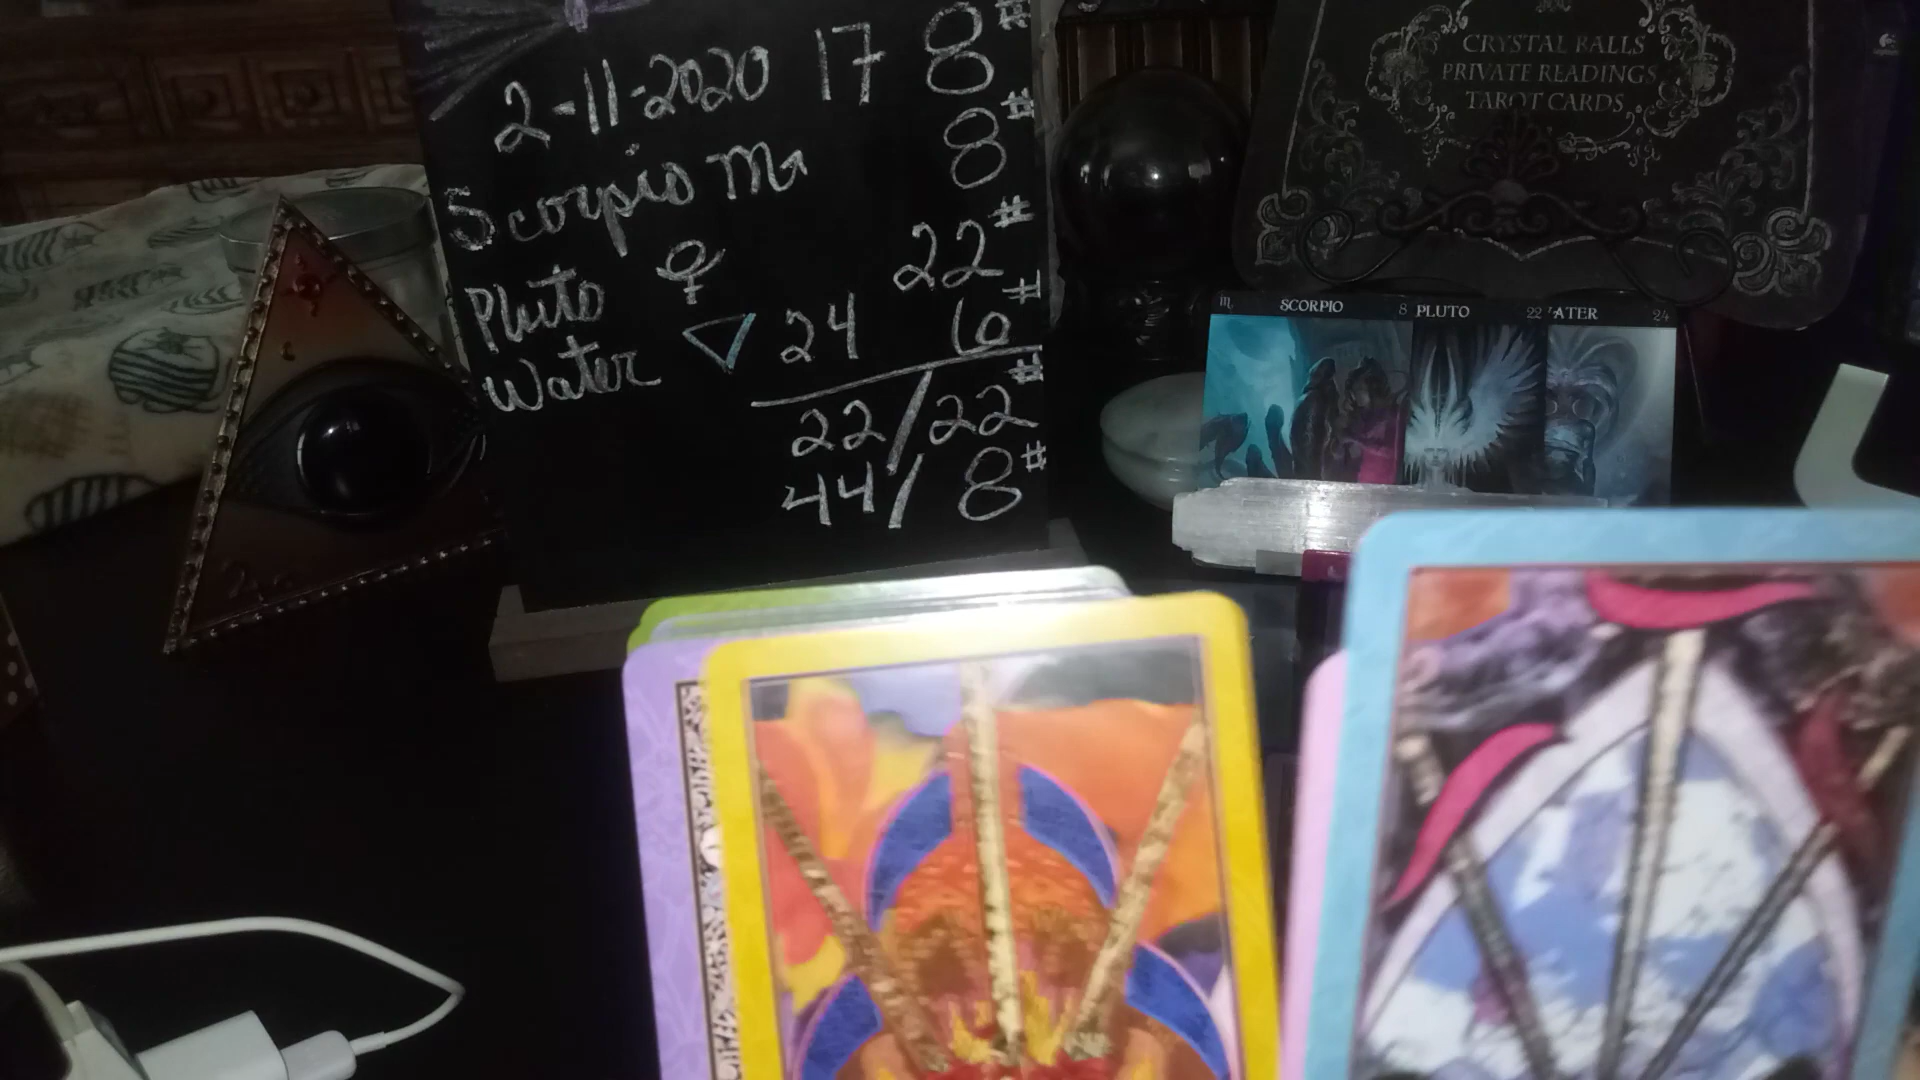 2-11-2020 17 8#
8#
Scorpio ♏
22#
Pluto ♀
Water 24 6#
22/22#
44/8#
CRYSTAL BALLS
PRIVATE READINGS
TAROT CARDS
♏ SCORPIO 8 PLUTO 22 ATER 24